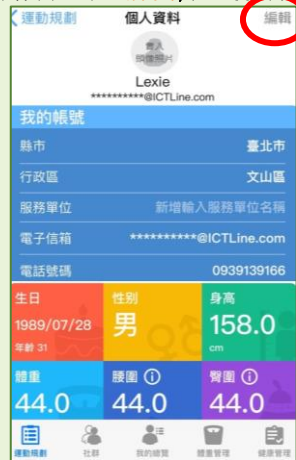 運動規劃 個人資料 編輯
置入
頭像照片
Lexie
**********@ICTLine.com
我的帳號
縣市 臺北市
行政區 文山區
服務單位 新增輸入服務單位名稱
電子信箱 **********@ICTLine.com
電話號碼 0939139166
生日 性別 身高
1989/07/28 男 158.0
年齡 31 cm
體重 腰圍 臀圍
44.0 44.0 44.0
運動規劃 社群 我的總覽 體重管理 健康管理